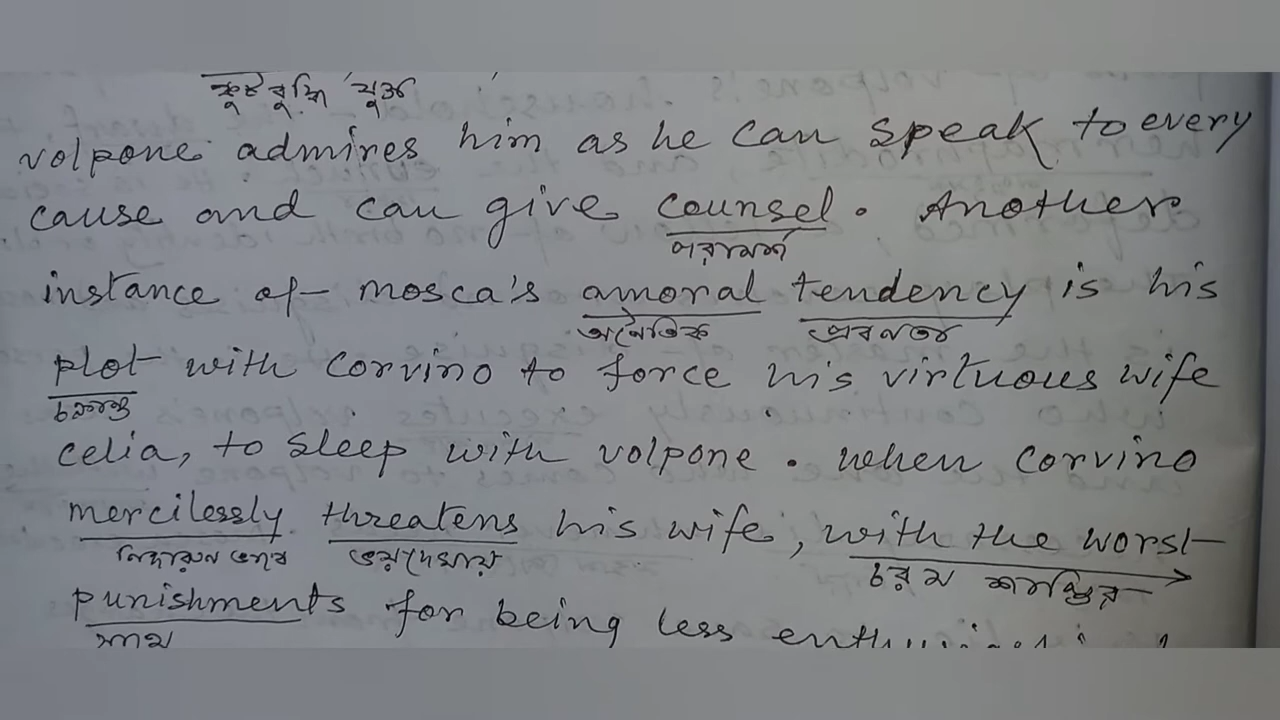 কুটবুদ্ধি যুক্ত
volpone admires him as he can speak to every
cause and can give counsel. Another
পরামর্শ
instance of mosca's amoral tendency is his
অনৈতিক প্রবনতা
plot with corvino to force his virtuous wife
চক্রান্ত
celia, to sleep with volpone. when corvino
mercilessly threatens his wife, with the worst
নিদারুন ভাবে ভয়দেখায়
চরম শাস্তির
punishments for being less
সাথে